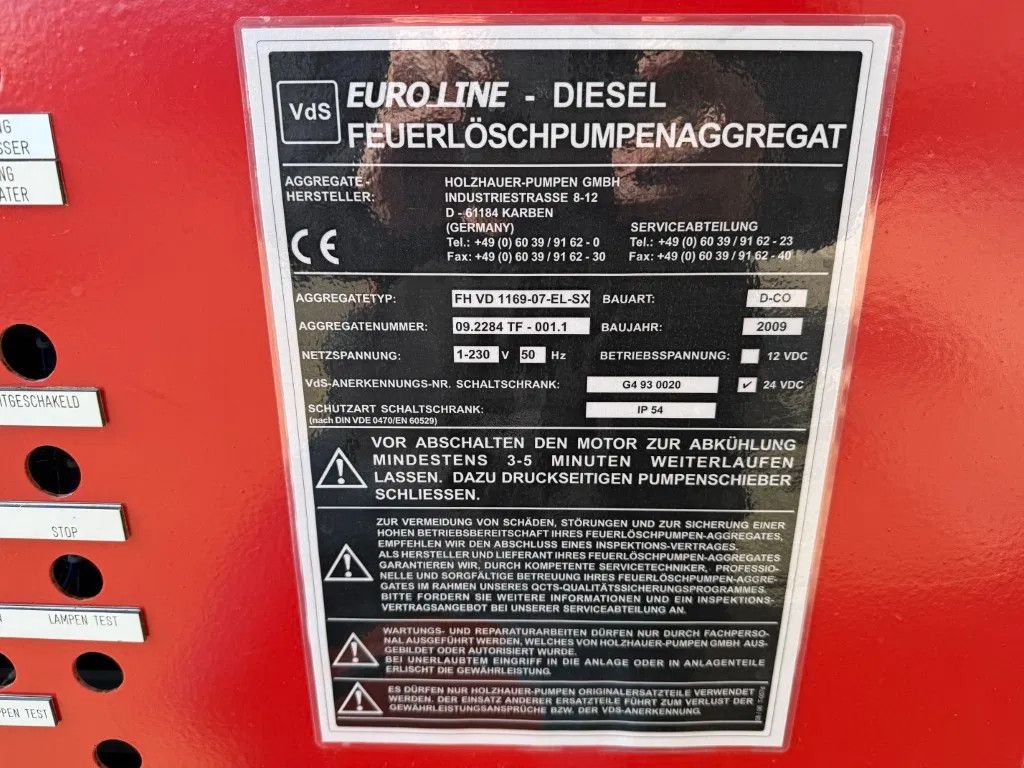 VdS
EURO LINE - DIESEL
FEUERLÖSCHPUMPENAGGREGAT
AGGREGATE-
HERSTELLER:
HOLZHAUER-PUMPEN GMBH
INDUSTRIESTRASSE 8-12
D - 61184 KARBEN
(GERMANY)
Tel.: +49 (0) 60 39 / 91 62 - 0
Fax: +49 (0) 60 39 / 91 62 - 30
SERVICEABTEILUNG
Tel.: +49 (0) 60 39 / 91 62 - 23
Fax: +49 (0) 60 39 / 91 62 - 40
CE
AGGREGATETYP: FH VD 1169-07-EL-SX BAUART: D-CO
AGGREGATENUMMER: 09.2284 TF - 001.1 BAUJAHR: 2009
NETZSPANNUNG: 1-230 V 50 Hz BETRIEBSSPANNUNG: 12 VDC
VdS-ANERKENNUNGS-NR. SCHALTSCHRANK: G4 93 0020 ✓ 24 VDC
SCHUTZART SCHALTSCHRANK: IP 54
(nach DIN VDE 0470/EN 60529)
VOR ABSCHALTEN DEN MOTOR ZUR ABKÜHLUNG
MINDESTENS 3-5 MINUTEN WEITERLAUFEN
LASSEN. DAZU DRUCKSEITIGEN PUMPENSCHIEBER
SCHLIESSEN.
ZUR VERMEIDUNG VON SCHÄDEN, STÖRUNGEN UND ZUR SICHERUNG EINER
HOHEN BETRIEBSBEREITSCHAFT IHRES FEUERLÖSCHPUMPEN-AGGREGATES,
EMPFEHLEN WIR DEN ABSCHLUSS EINES INSPEKTIONS-VERTRAGES.
ALS HERSTELLER UND LIEFERANT IHRES FEUERLÖSCHPUMPEN-AGGREGATES
GARANTIEREN WIR, DURCH KOMPETENTE SERVICETECHNIKER, PROFESSIO-
NELLE UND SORGFÄLTIGE BETREUUNG IHRES FEUERLÖSCHPUMPEN-AGGRE-
GATES IM RAHMEN UNSERES QCTS-QUALITÄTSSICHERUNGSPROGRAMMES.
BITTE FORDERN SIE WEITERE INFORMATIONEN UND EIN INSPEKTIONS-
VERTRAGSANGEBOT BEI UNSERER SERVICEABTEILUNG AN.
WARTUNGS- UND REPARATURARBEITEN DÜRFEN NUR DURCH FACHPERSO-
NAL AUSGEFÜHRT WERDEN, WELCHES VON HOLZHAUER-PUMPEN GMBH AUS-
GEBILDET ODER AUTORISIERT WURDE.
BEI UNERLAUBTEM EINGRIFF IN DIE ANLAGE ODER IN ANLAGENTEILE
ERLISCHT DIE GEWÄHRLEISTUNG.
ES DÜRFEN NUR HOLZHAUER-PUMPEN ORIGINALERSATZTEILE VERWENDET
WERDEN. DER EINSATZ ANDERER ERSATZTEILE FÜHRT ZUM VERLUST DER
GEWÄHRLEISTUNGSANSPRÜCHE BZW. DER VDS-ANERKENNUNG.
NG
SSER
NG
ATER
TGESCHAKELD
STOP
N LAMPEN TEST
PPEN TEST